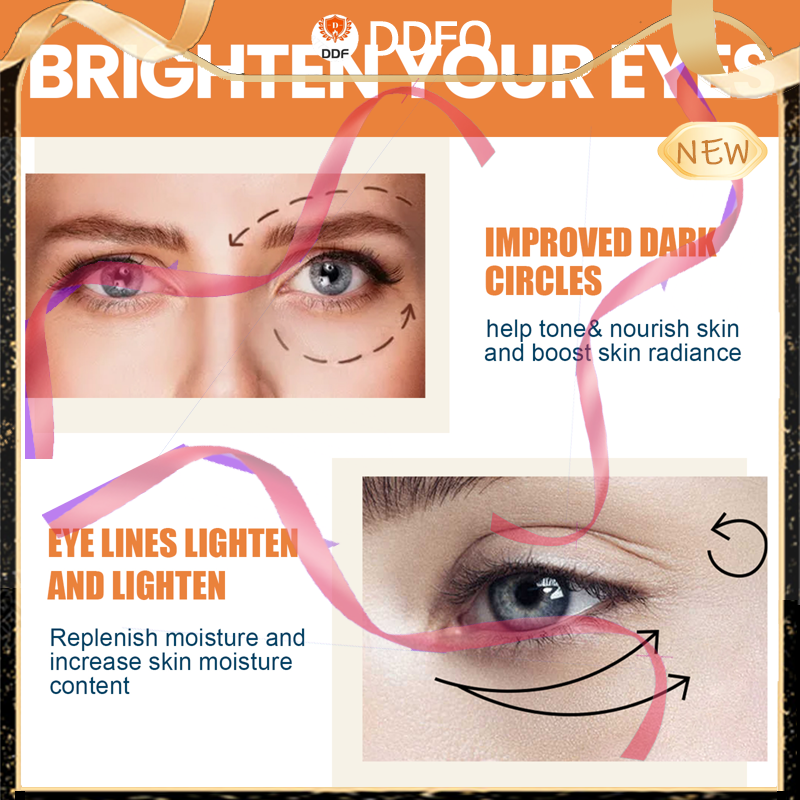 DDFO
DDF
BRIGHTEN YOUR EYES
NEW
IMPROVED DARK
CIRCLES
help tone& nourish skin
and boost skin radiance
EYE LINES LIGHTEN
AND LIGHTEN
Replenish moisture and
increase skin moisture
content